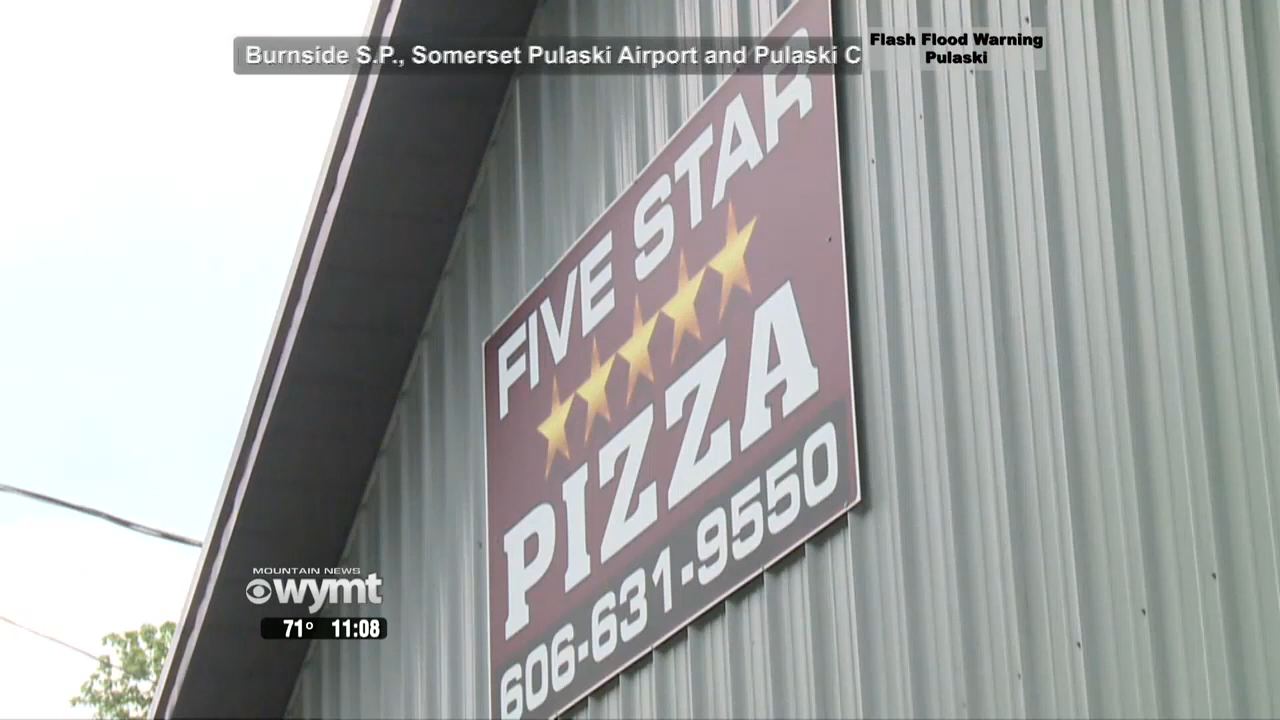 Burnside S.P., Somerset Pulaski Airport and Pulaski C
Flash Flood Warning
Pulaski
FIVE STAR
PIZZA
606-631-9550
MOUNTAIN NEWS
wymt
71° 11:08